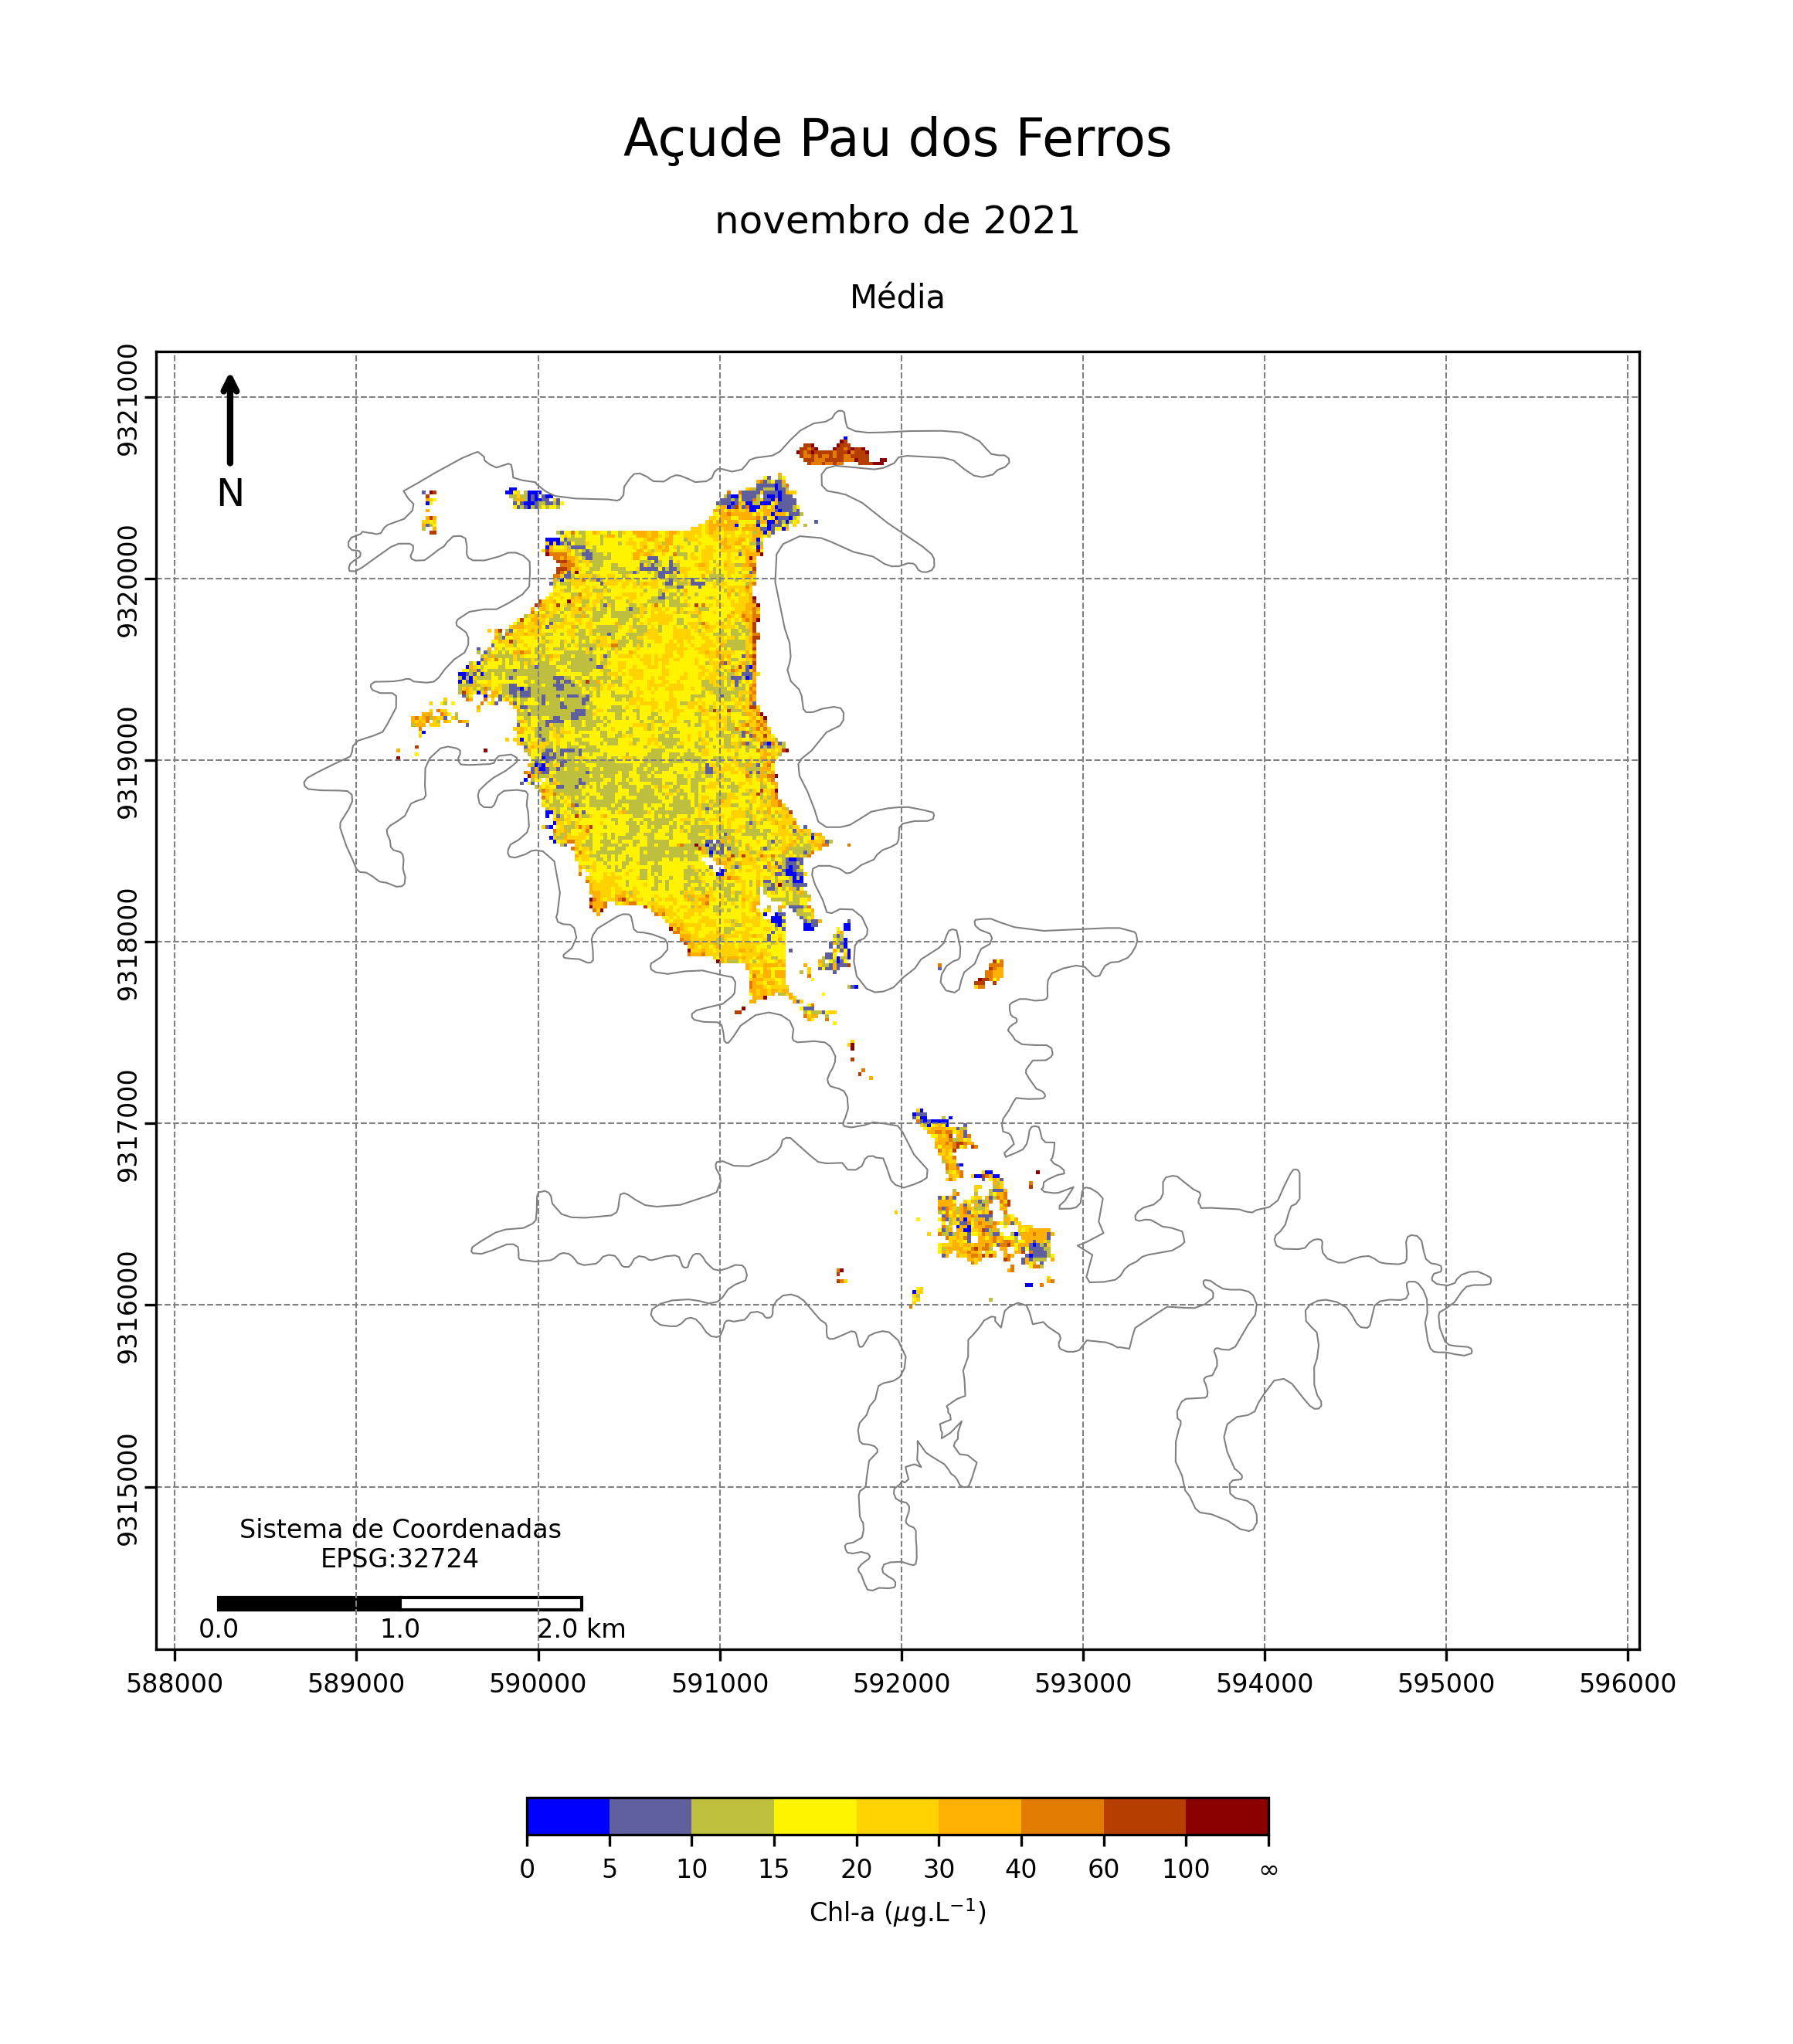 Açude Pau dos Ferros
novembro de 2021
Média
9321000
9320000
9319000
9318000
9317000
9316000
9315000
N
Sistema de Coordenadas
EPSG:32724
0.0 1.0 2.0 km
588000 589000 590000 591000 592000 593000 594000 595000 596000
0 5 10 15 20 30 40 60 100 ∞
Chl-a (μg.L⁻¹)